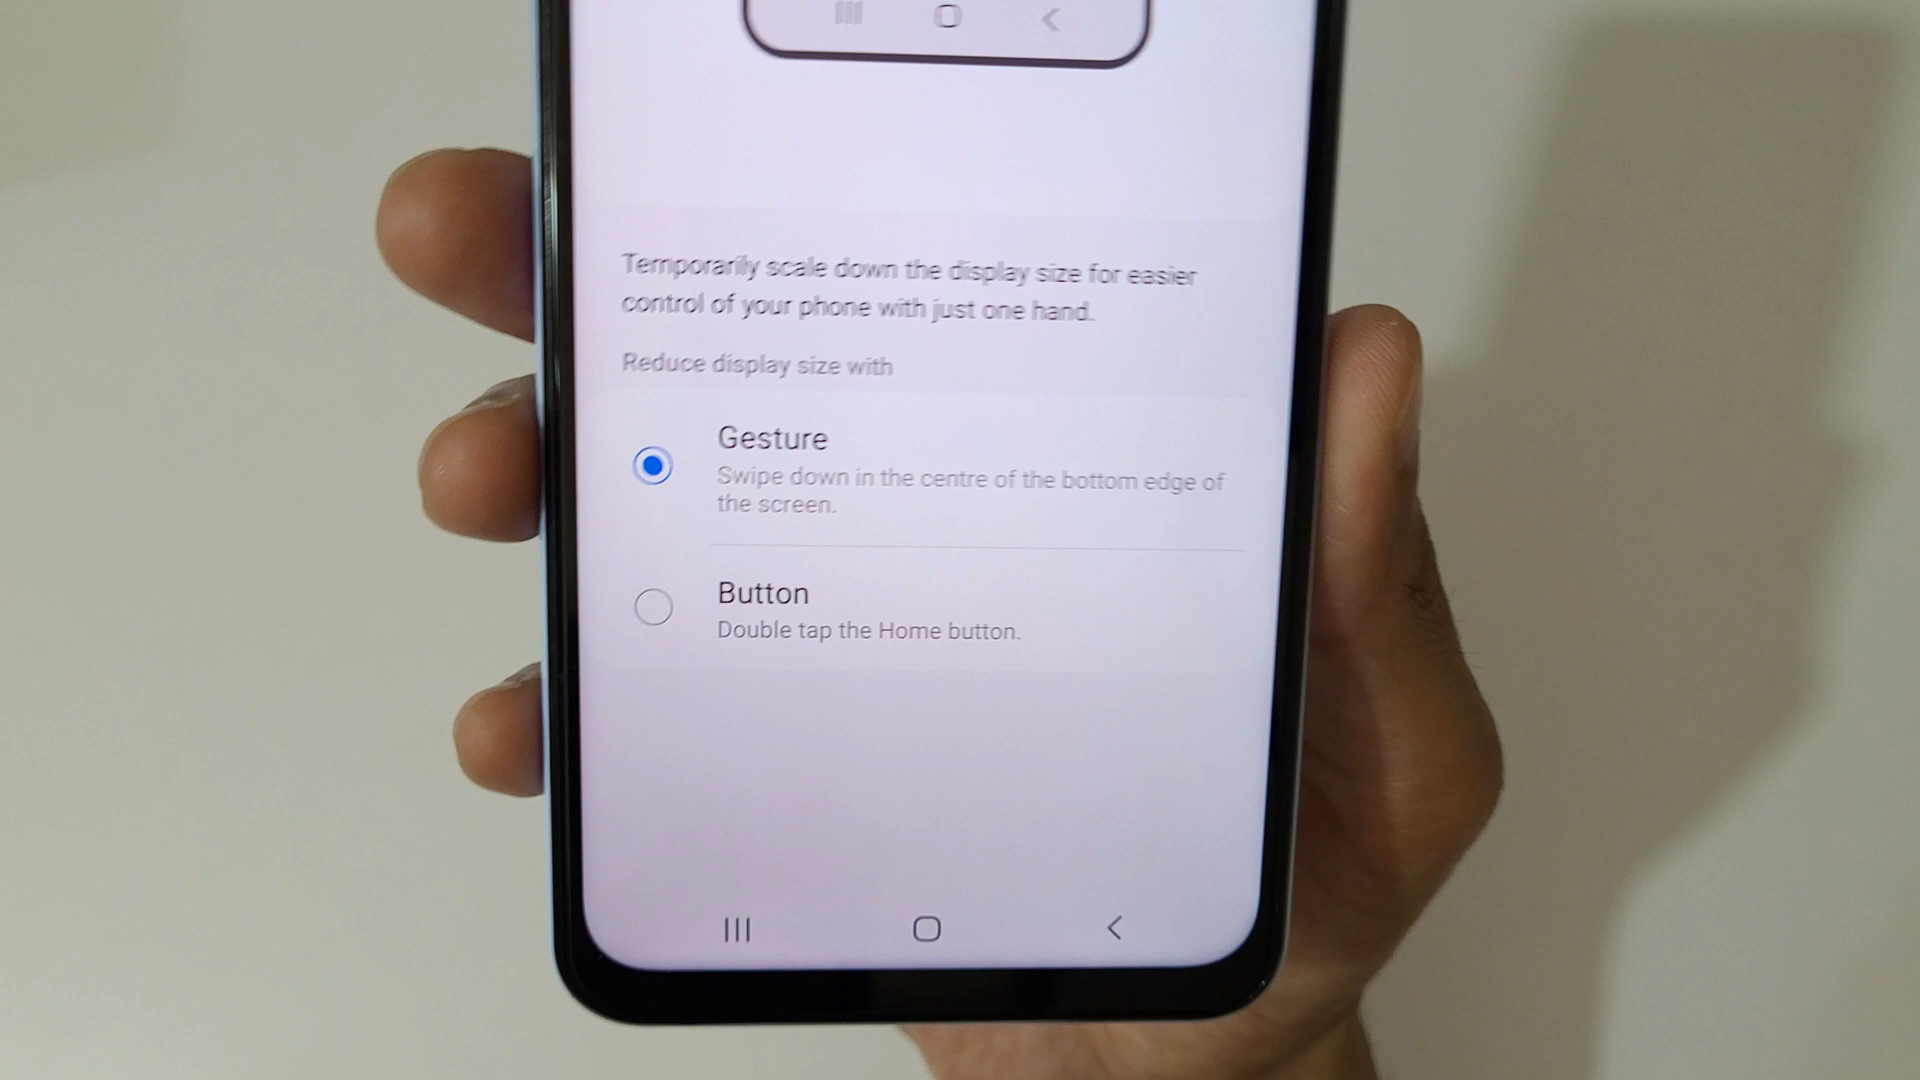 Temporarily scale down the display size for easier
control of your phone with just one hand.
Reduce display size with
Gesture
Swipe down in the centre of the bottom edge of
the screen.
Button
Double tap the Home button.